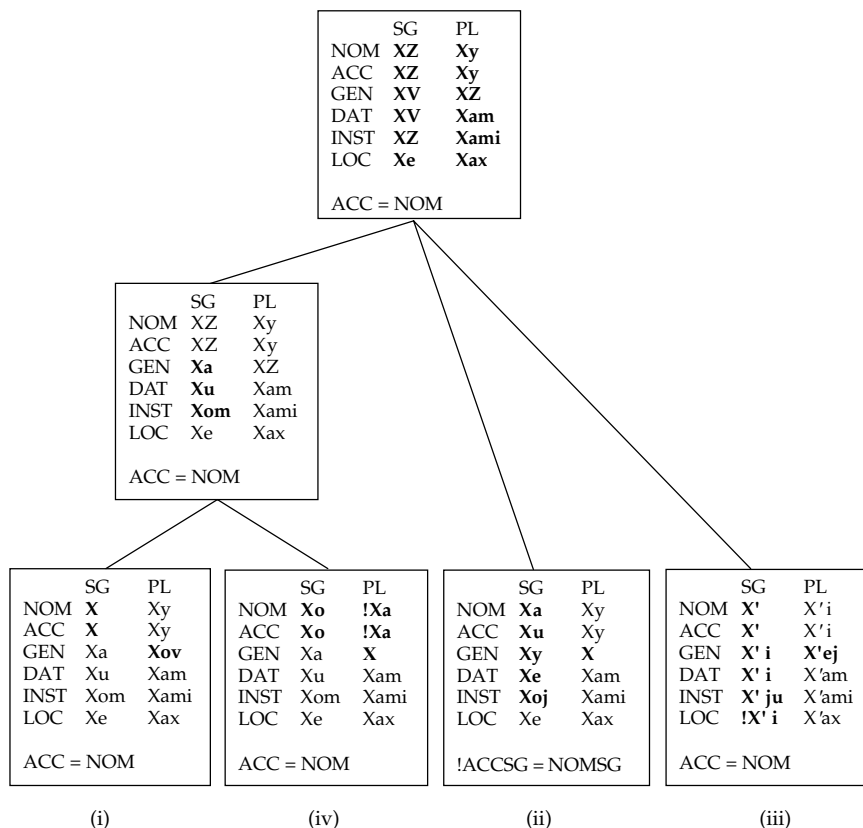 SG PL
NOM XZ Xy
ACC XZ Xy
GEN XV XZ
DAT XV Xam
INST XZ Xami
LOC Xe Xax
ACC = NOM
SG PL
NOM XZ Xy
ACC XZ Xy
GEN Xa XZ
DAT Xu Xam
INST Xom Xami
LOC Xe Xax
ACC = NOM
SG PL
NOM X Xy
ACC X Xy
GEN Xa Xov
DAT Xu Xam
INST Xom Xami
LOC Xe Xax
ACC = NOM
(i)
SG PL
NOM Xo !Xa
ACC Xo !Xa
GEN Xa X
DAT Xu Xam
INST Xom Xami
LOC Xe Xax
ACC = NOM
(iv)
SG PL
NOM Xa Xy
ACC Xu Xy
GEN Xy X
DAT Xe Xam
INST Xoj Xami
LOC Xe Xax
!ACCSG = NOMSG
(ii)
SG PL
NOM X' X' i
ACC X' X' i
GEN X' i X'ej
DAT X' i X'am
INST X' ju X'ami
LOC !X' i X'ax
ACC = NOM
(iii)